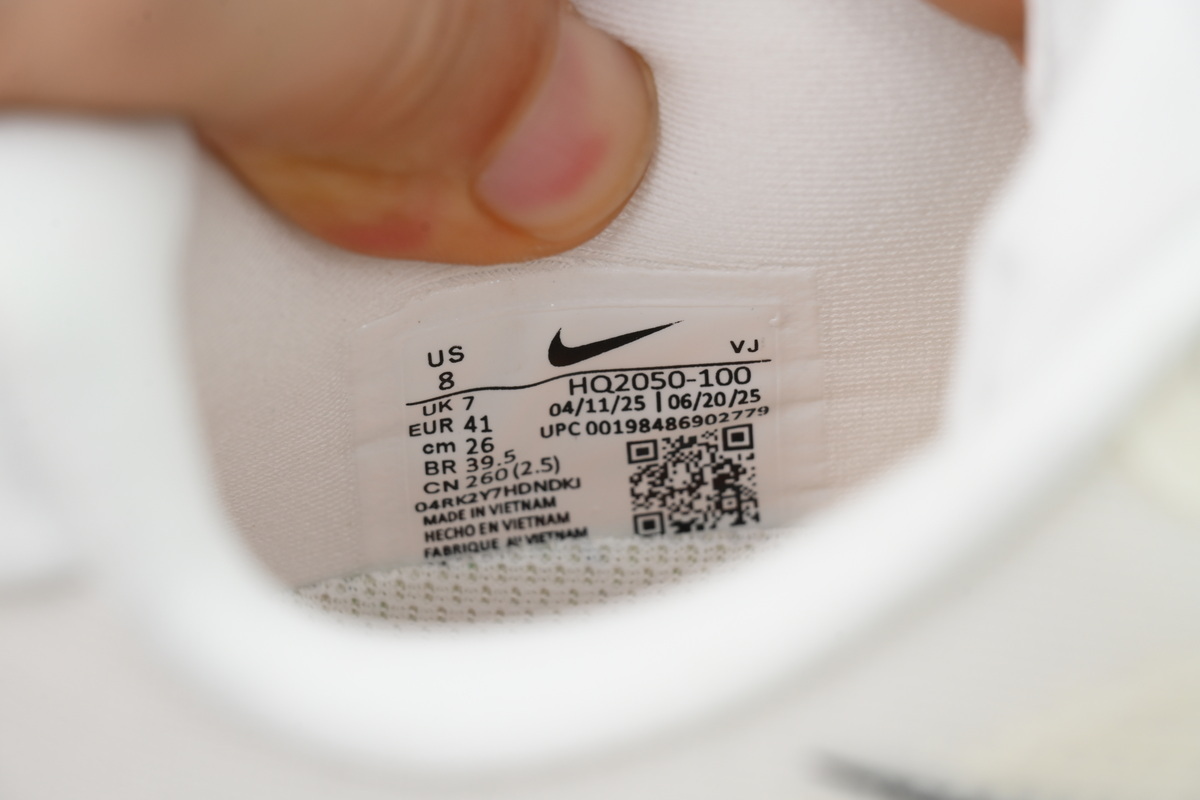 US
8
VJ
HQ2050-100
04/11/25 | 06/20/25
UPC 00198486902779
UK 7
EUR 41
cm 26
BR 39.5
CN 260 (2.5)
04RK2Y7HDNDKJ
MADE IN VIETNAM
HECHO EN VIETNAM
FABRIQUE AU VIETNAM